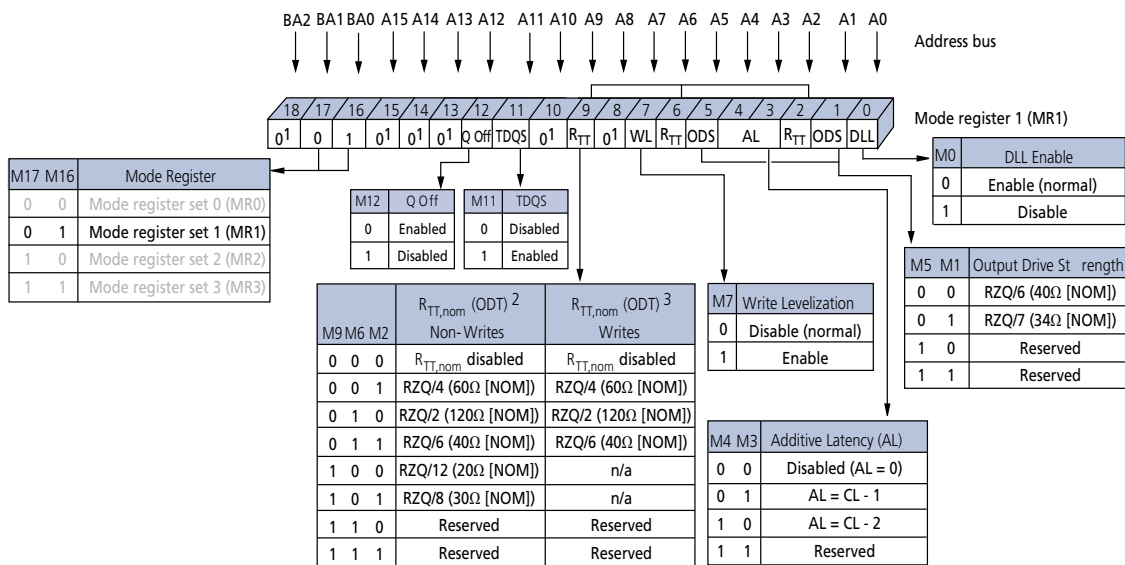 BA2 BA1 BA0 A15 A14 A13 A12 A11 A10 A9 A8 A7 A6 A5 A4 A3 A2 A1 A0
Address bus
18 17 16 15 14 13 12 11 10 9 8 7 6 5 4 3 2 1 0
Mode register 1 (MR1)
0¹ 0 1 0¹ 0¹ 0¹ Q Off TDQS 0¹ RTT 0¹ WL RTT ODS AL RTT ODS DLL
M17 M16 Mode Register
0 0 Mode register set 0 (MR0)
0 1 Mode register set 1 (MR1)
1 0 Mode register set 2 (MR2)
1 1 Mode register set 3 (MR3)
M12 Q Off
0 Enabled
1 Disabled
M11 TDQS
0 Disabled
1 Enabled
M0 DLL Enable
0 Enable (normal)
1 Disable
M5 M1 Output Drive St rength
0 0 RZQ/6 (40Ω [NOM])
0 1 RZQ/7 (34Ω [NOM])
1 0 Reserved
1 1 Reserved
M9 M6 M2 RTT,nom (ODT) ² Non-Writes RTT,nom (ODT) ³ Writes
0 0 0 RTT,nom disabled RTT,nom disabled
0 0 1 RZQ/4 (60Ω [NOM]) RZQ/4 (60Ω [NOM])
0 1 0 RZQ/2 (120Ω [NOM]) RZQ/2 (120Ω [NOM])
0 1 1 RZQ/6 (40Ω [NOM]) RZQ/6 (40Ω [NOM])
1 0 0 RZQ/12 (20Ω [NOM]) n/a
1 0 1 RZQ/8 (30Ω [NOM]) n/a
1 1 0 Reserved Reserved
1 1 1 Reserved Reserved
M7 Write Levelization
0 Disable (normal)
1 Enable
M4 M3 Additive Latency (AL)
0 0 Disabled (AL = 0)
0 1 AL = CL - 1
1 0 AL = CL - 2
1 1 Reserved